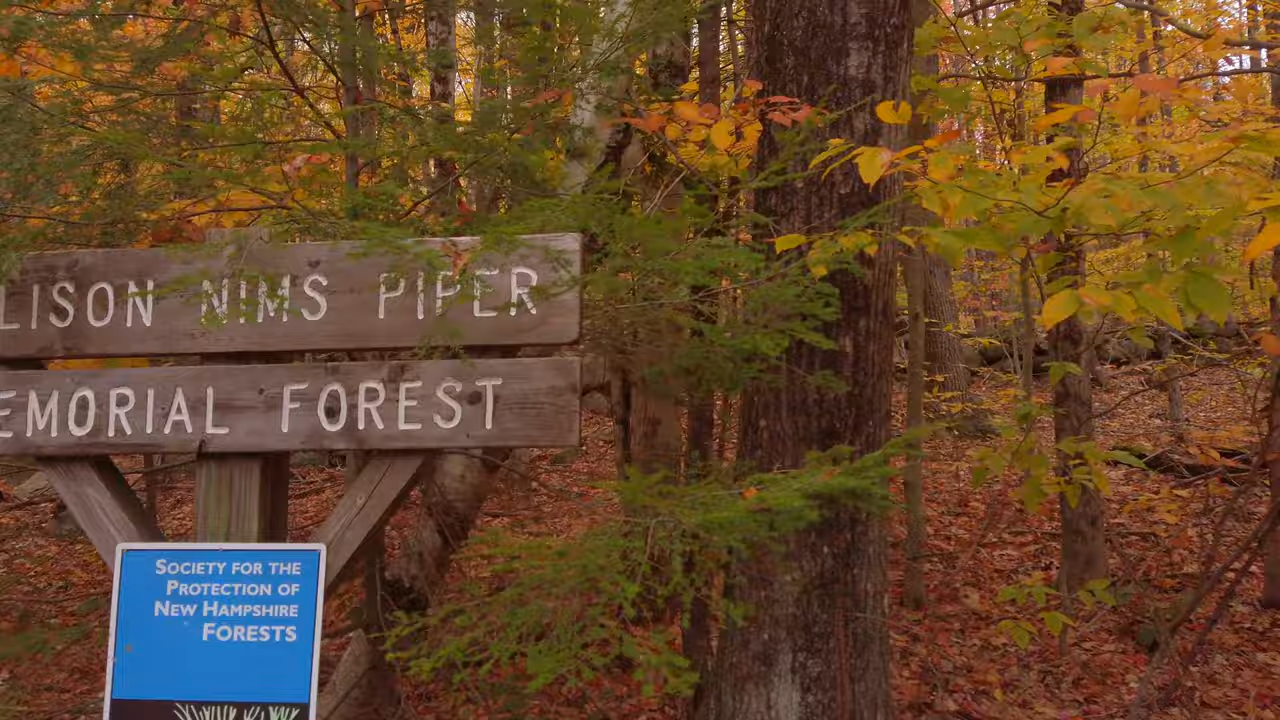 LISON NIMS PIPER
EMORIAL FOREST
SOCIETY FOR THE
PROTECTION OF
NEW HAMPSHIRE
FORESTS